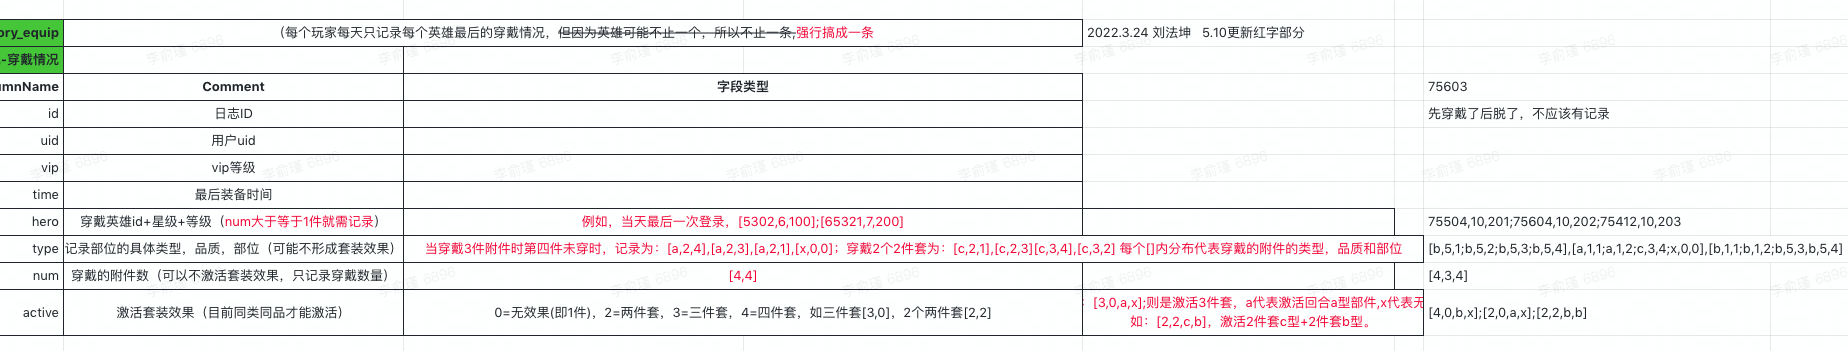 ory_equip (每个玩家每天只记录每个英雄最后的穿戴情况，但因为英雄可能不止一个，所以不止一条,强行搞成一条 2022.3.24 刘法坤 5.10更新红字部分
-穿戴情况
mnName Comment 字段类型 75603
id 日志ID 先穿戴了后脱了，不应该有记录
uid 用户uid
vip vip等级
time 最后装备时间
hero 穿戴英雄id+星级+等级（num大于等于1件就需记录） 例如，当天最后一次登录，[5302,6,100];[65321,7,200] 75504,10,201;75604,10,202;75412,10,203
type 记录部位的具体类型，品质，部位（可能不形成套装效果） 当穿戴3件附件时第四件未穿时，记录为：[a,2,4],[a,2,3],[a,2,1],[x,0,0]；穿戴2个2件套为：[c,2,1],[c,2,3][c,3,4],[c,3,2] 每个[]内分布代表穿戴的附件的类型，品质和部位 [b,5,1;b,5,2;b,5,3;b,5,4],[a,1,1;a,1,2;c,3,4;x,0,0],[b,1,1;b,1,2;b,5,3,b,5,4]
num 穿戴的附件数（可以不激活套装效果，只记录穿戴数量） [4,4] [4,3,4]
active 激活套装效果（目前同类同品才能激活） 0=无效果(即1件)，2=两件套，3=三件套，4=四件套，如三件套[3,0]，2个两件套[2,2] : [3,0,a,x];则是激活3件套，a代表激活回合a型部件,x代表无 [4,0,b,x];[2,0,a,x];[2,2,b,b]
如：[2,2,c,b]，激活2件套c型+2件套b型。
李俞瑾 6896